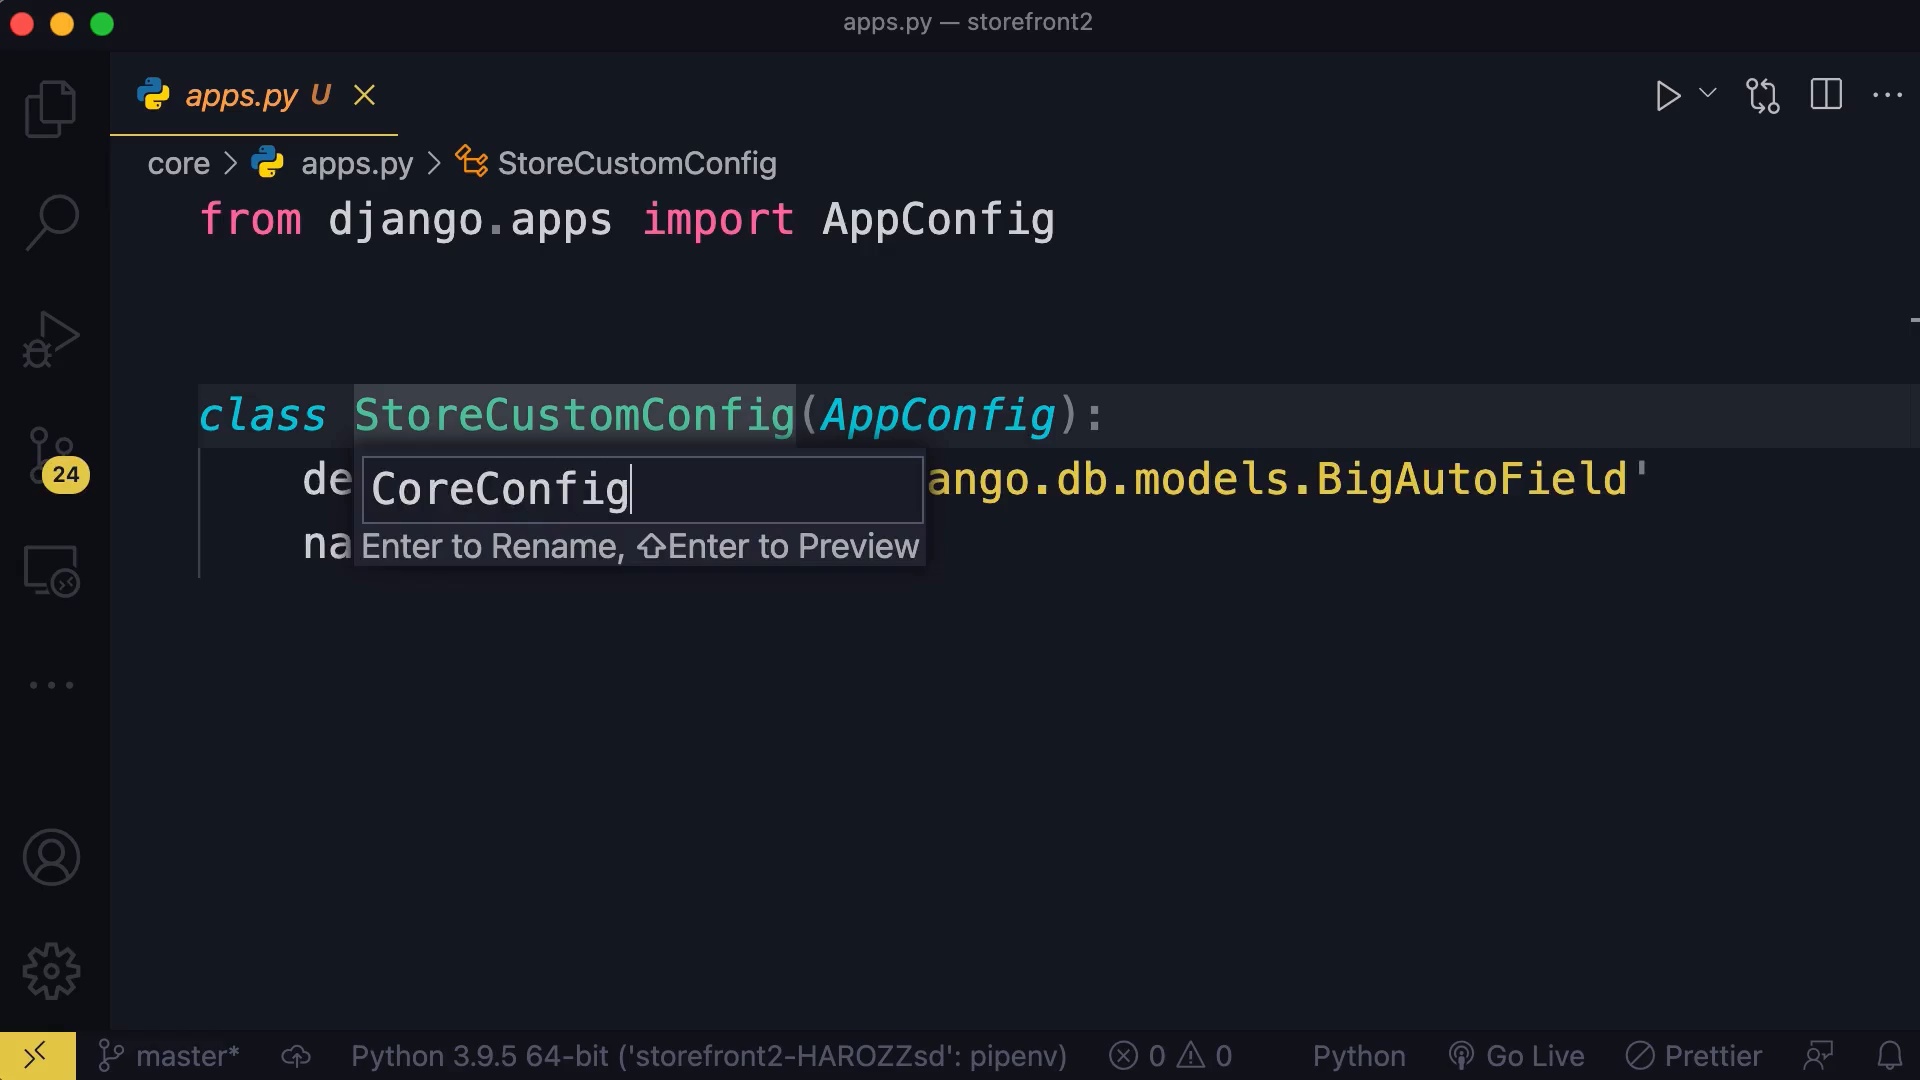 apps.py — storefront2
apps.py U
core > apps.py > StoreCustomConfig
from django.apps import AppConfig
class StoreCustomConfig(AppConfig):
de
ango.db.models.BigAutoField'
CoreConfig
na
Enter to Rename, ⇧Enter to Preview
24
master*
Python 3.9.5 64-bit ('storefront2-HAROZZsd': pipenv)
0
0
Python
Go Live
Prettier